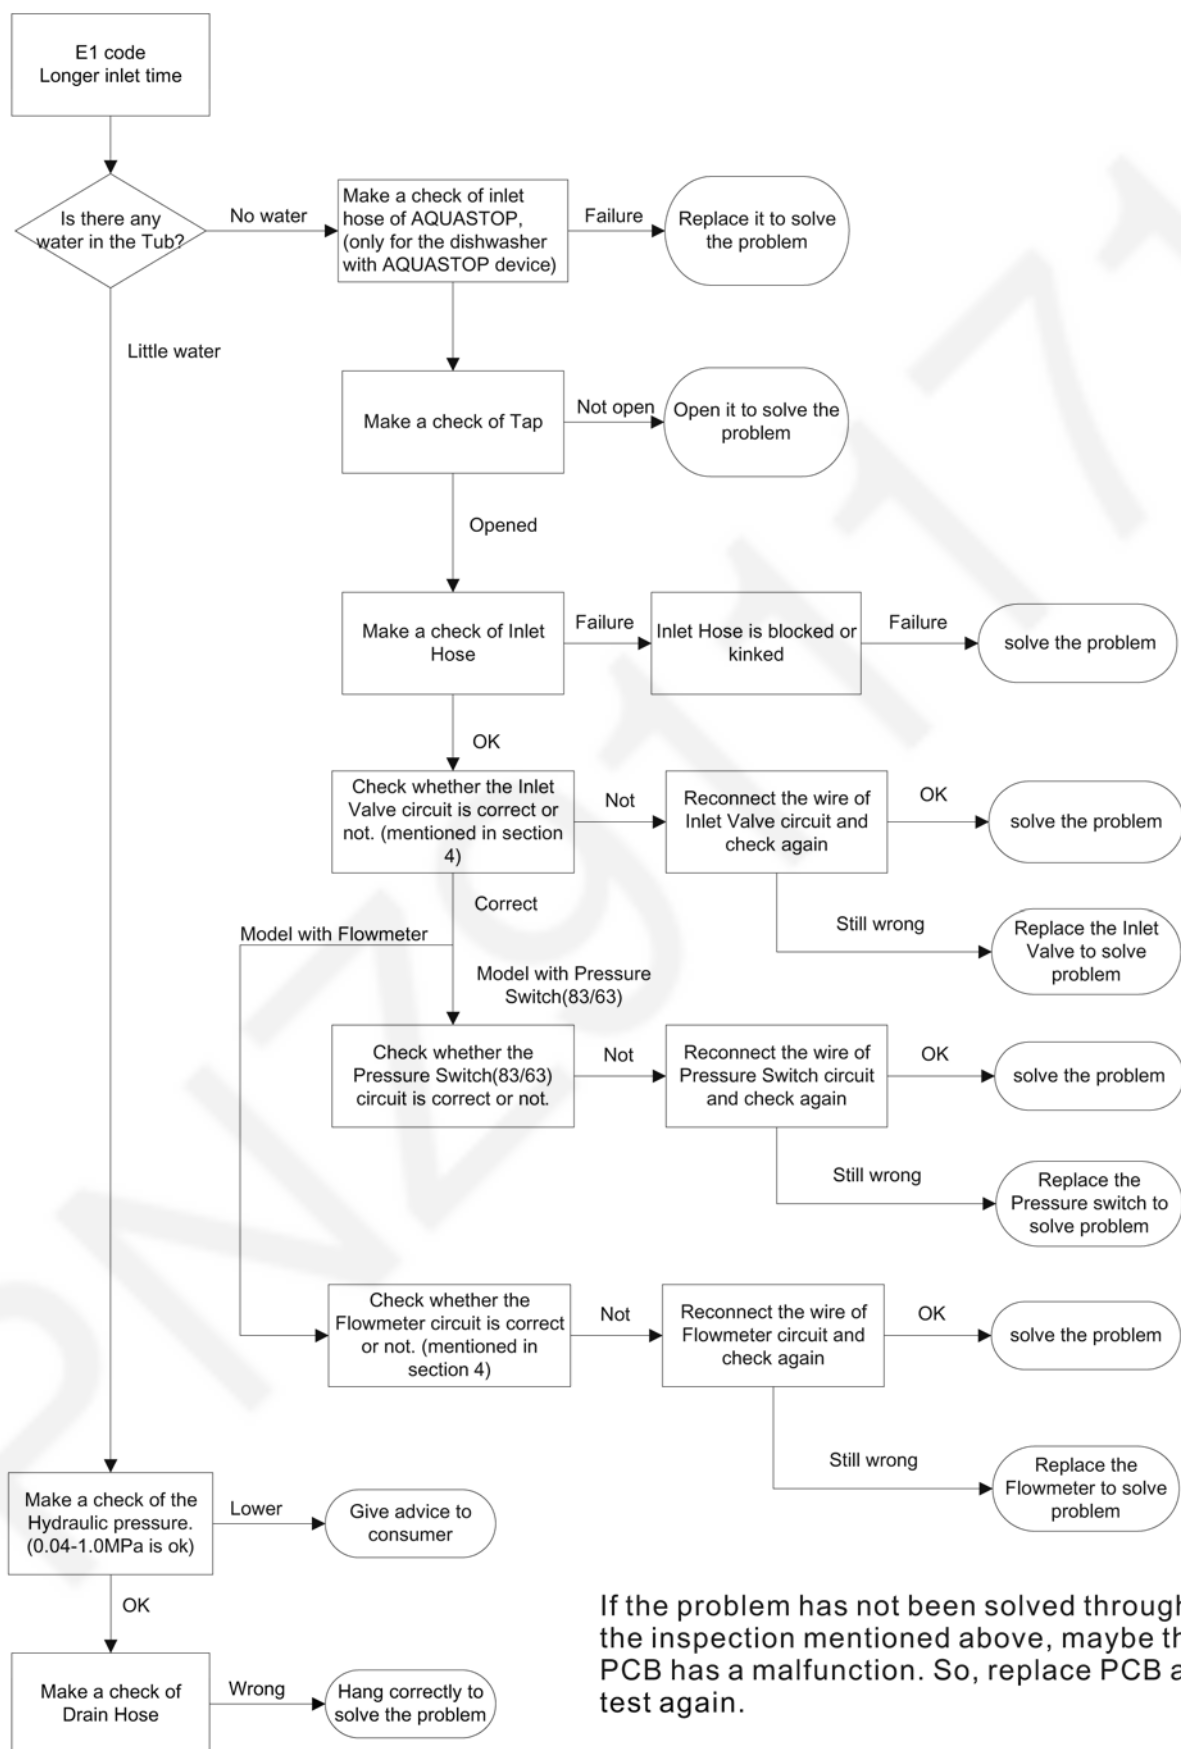 E1 code
Longer inlet time
Is there any
water in the Tub?
No water
Make a check of inlet
hose of AQUASTOP,
(only for the dishwasher
with AQUASTOP device)
Failure
Replace it to solve
the problem
Little water
Make a check of Tap
Not open
Open it to solve the
problem
Opened
Make a check of Inlet
Hose
Failure
Inlet Hose is blocked or
kinked
Failure
solve the problem
OK
Check whether the Inlet
Valve circuit is correct or
not. (mentioned in section
4)
Not
Reconnect the wire of
Inlet Valve circuit and
check again
OK
solve the problem
Correct
Still wrong
Replace the Inlet
Valve to solve
problem
Model with Flowmeter
Model with Pressure
Switch(83/63)
Check whether the
Pressure Switch(83/63)
circuit is correct or not.
Not
Reconnect the wire of
Pressure Switch circuit
and check again
OK
solve the problem
Still wrong
Replace the
Pressure switch to
solve problem
Check whether the
Flowmeter circuit is correct
or not. (mentioned in
section 4)
Not
Reconnect the wire of
Flowmeter circuit and
check again
OK
solve the problem
Still wrong
Replace the
Flowmeter to solve
problem
Make a check of the
Hydraulic pressure.
(0.04-1.0MPa is ok)
Lower
Give advice to
consumer
OK
Make a check of
Drain Hose
Wrong
Hang correctly to
solve the problem
If the problem has not been solved through
the inspection mentioned above, maybe th
PCB has a malfunction. So, replace PCB a
test again.